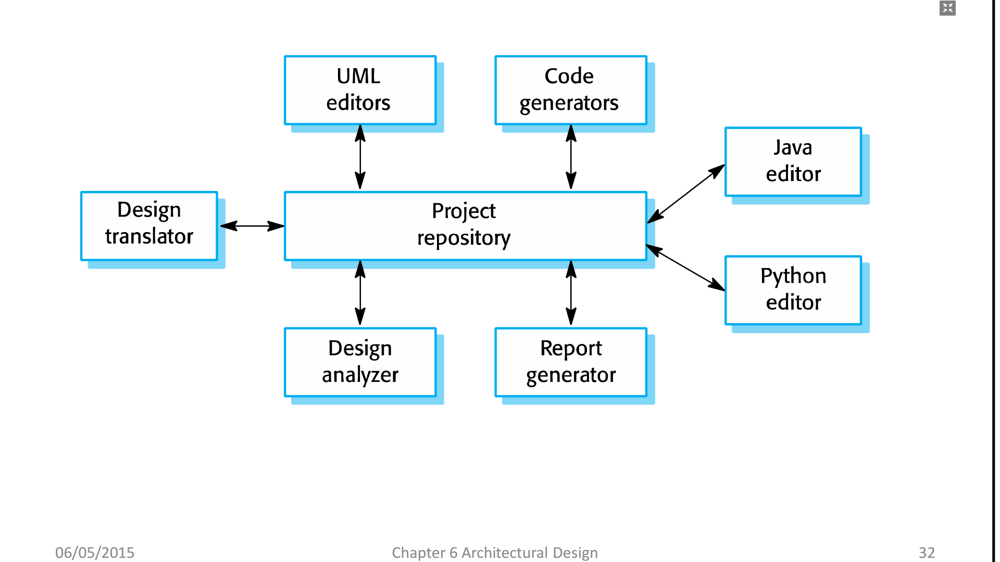 UML
editors
Code
generators
Java
editor
Design
translator
Project
repository
Python
editor
Design
analyzer
Report
generator
06/05/2015
Chapter 6 Architectural Design
32